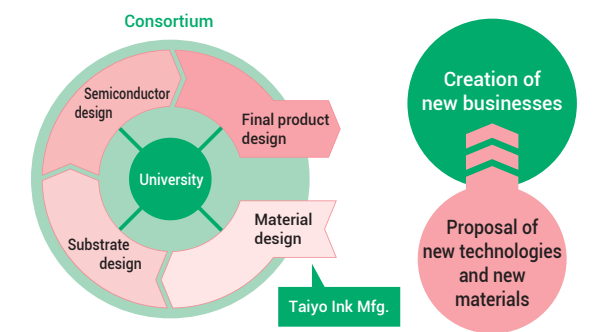 Consortium
Semiconductor
design
Final product
design
University
Material
design
Substrate
design
Taiyo Ink Mfg.
Creation of
new businesses
Proposal of
new technologies
and new
materials